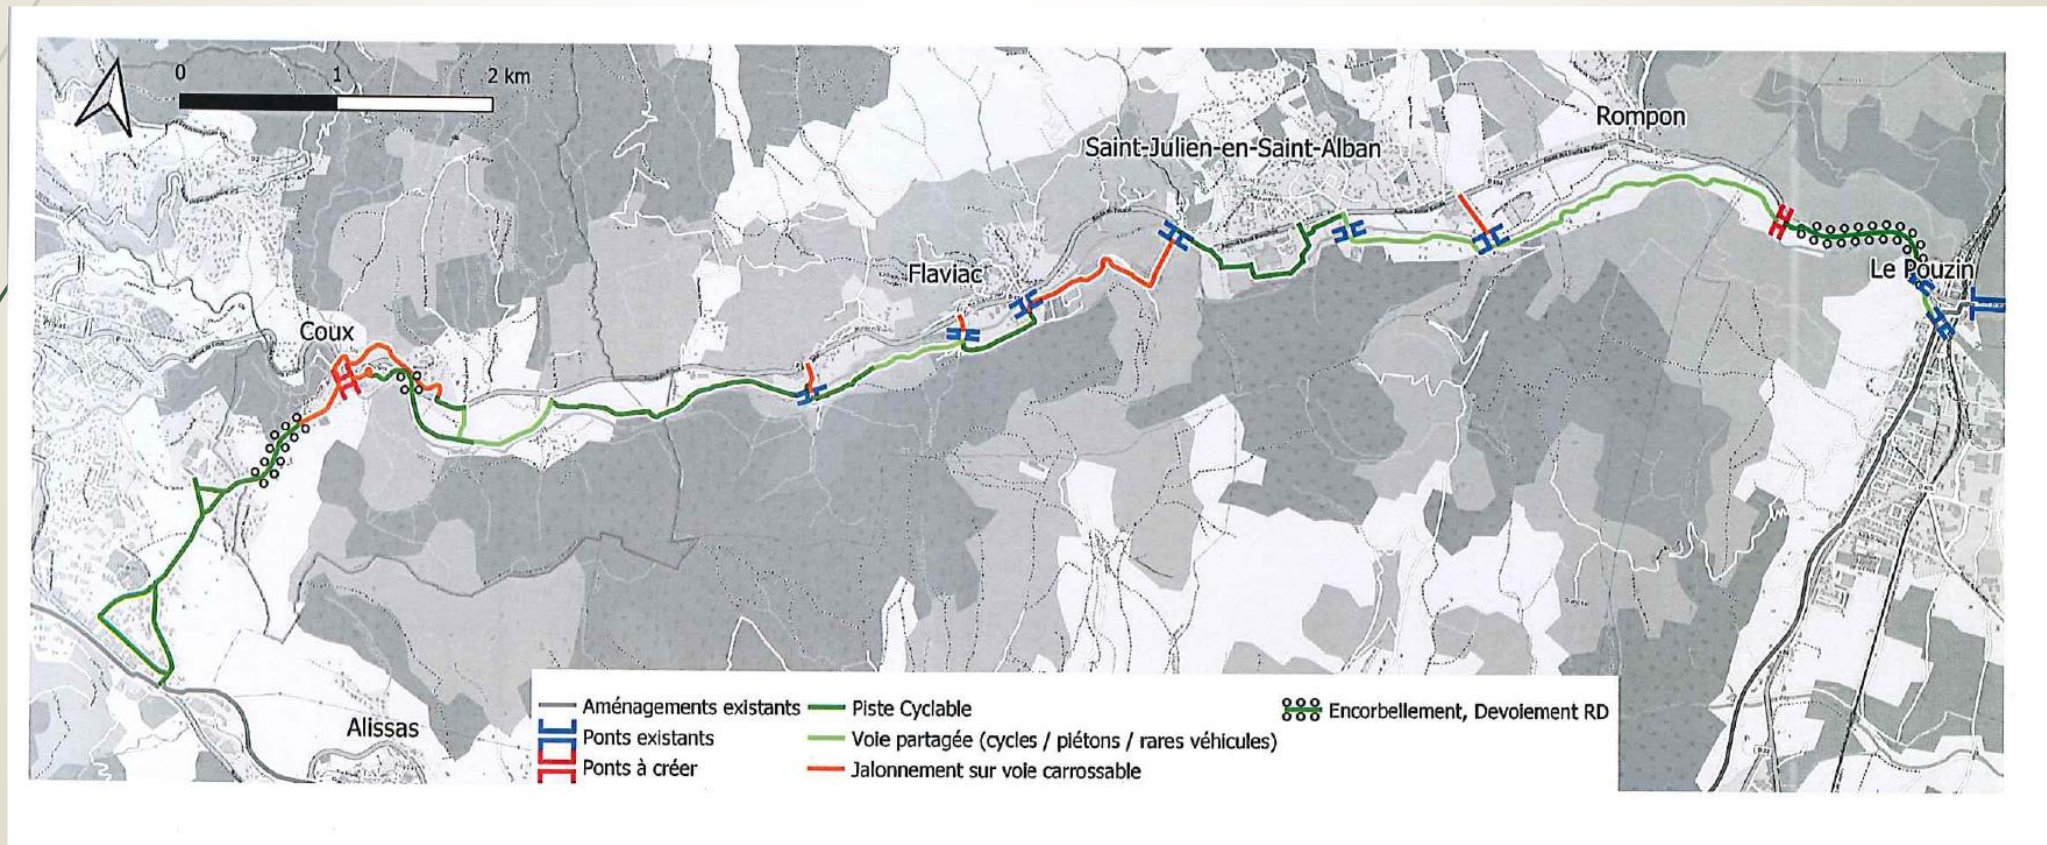 0 1 2 km
Rompon
Saint-Julien-en-Saint-Alban
Le Pouzin
Flaviac
Coux
Alissas
Aménagements existants
Ponts existants
Ponts à créer
Piste Cyclable
Voie partagée (cycles / piétons / rares véhicules)
Jalonnement sur voie carrossable
Encorbellement, Devoiement RD